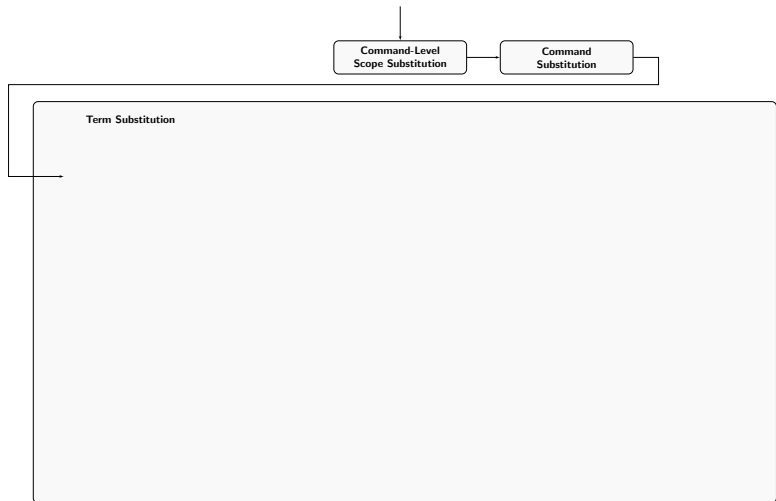 Command-Level
Scope Substitution
Command
Substitution
Term Substitution